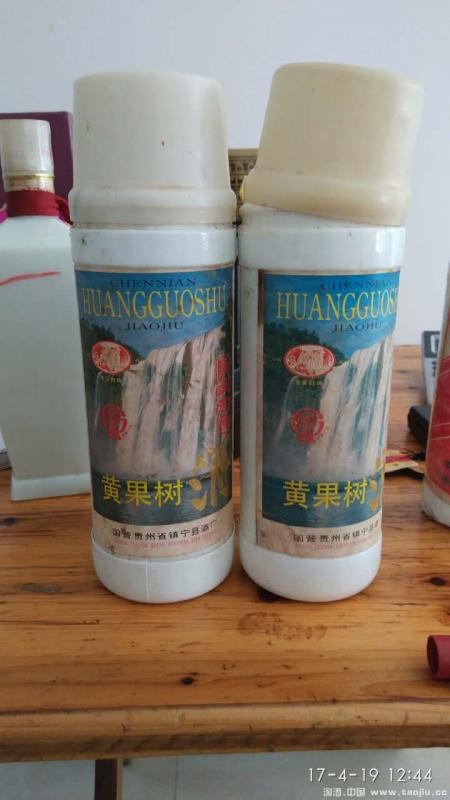 CHENNIAN
HUANGGUOSHU
JIAOJIU
黄果树
酒
国营贵州省镇宁县酒厂
CHENNIAN
HUANGGUOSHU
JIAOJIU
黄果树
国营贵州省镇宁县酒
17-4-19 12:44
淘酒.中国 www.taojiu.cc